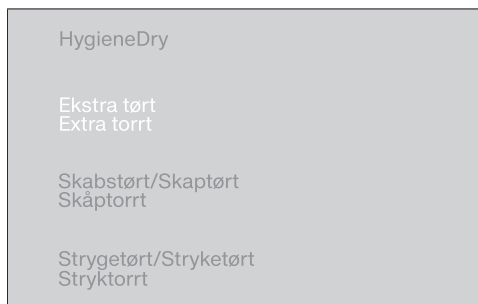 HygieneDry
Ekstra tørt
Extra torrt
Skabstørt/Skaptørt
Skåptorrt
Strygetørt/Stryketørt
Stryktorrt